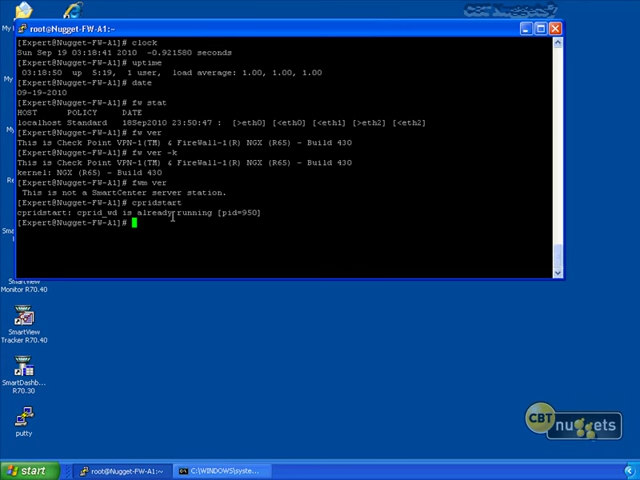 CBT nuggets
My
root@Nugget-FW-A1:~
[Expert@Nugget-FW-A1]# clock
Sun Sep 19 03:18:41 2010  -0.921580 seconds
[Expert@Nugget-FW-A1]# uptime
03:18:50  up  5:19,  1 user,  load average: 1.00, 1.00, 1.00
[Expert@Nugget-FW-A1]# date
09-19-2010
[Expert@Nugget-FW-A1]# fw stat
HOST      POLICY     DATE
localhost Standard   18Sep2010 23:50:47 :  [>eth0] [<eth0] [<eth1] [>eth2] [<eth2]
[Expert@Nugget-FW-A1]# fw ver
This is Check Point VPN-1(TM) & FireWall-1(R) NGX (R65) - Build 430
[Expert@Nugget-FW-A1]# fw ver -k
This is Check Point VPN-1(TM) & FireWall-1(R) NGX (R65) - Build 430
kernel: NGX (R65) - Build 430
[Expert@Nugget-FW-A1]# fwm ver
This is not a SmartCenter server station.
[Expert@Nugget-FW-A1]# cpridstart
cpridstart: cprid_wd is already running [pid=950]
[Expert@Nugget-FW-A1]#
My
SmartView
Monitor R70.40
SmartView
Tracker R70.40
SmartDashb...
R70.30
putty
CBT nuggets
start
root@Nugget-FW-A1:~
C:\WINDOWS\syste...